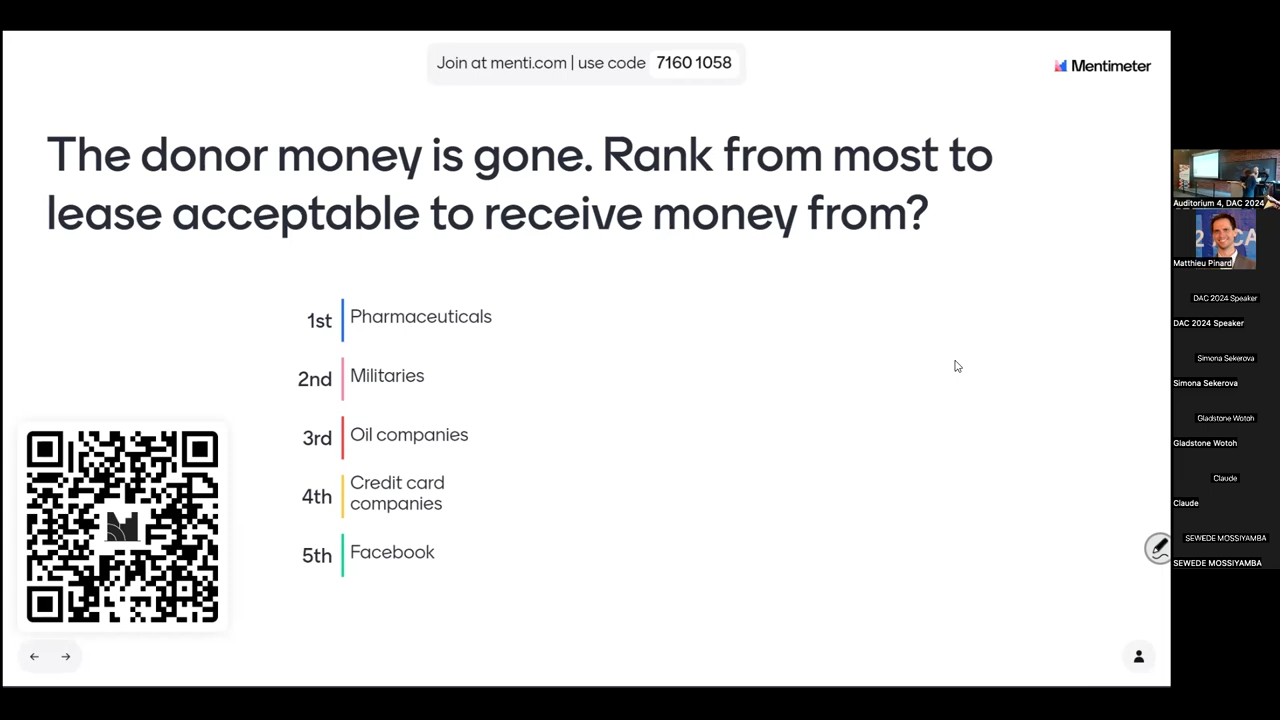 Join at menti.com | use code 7160 1058
Mentimeter
The donor money is gone. Rank from most to
lease acceptable to receive money from?
1st Pharmaceuticals
2nd Militaries
3rd Oil companies
4th Credit card
companies
5th Facebook
Auditorium 4, DAC 2024
Matthieu Pinard
DAC 2024 Speaker
DAC 2024 Speaker
Simona Sekerova
Simona Sekerova
Gladstone Wotoh
Gladstone Wotoh
Claude
Claude
SEWEDE MOSSIYAMBA
SEWEDE MOSSIYAMBA